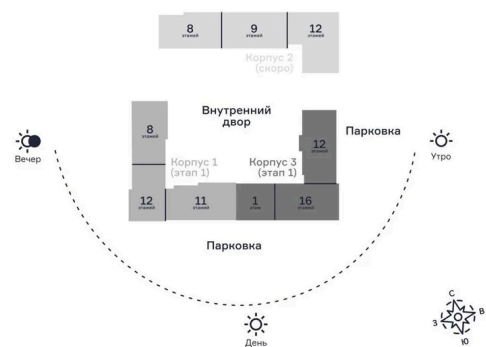 8
этажей
9
этажей
12
этажей
Корпус 2
(скоро)
Внутренний
двор
8
этажей
12
этажей
Парковка
Вечер
Утро
Корпус 1
(этап 1)
Корпус 3
(этап 1)
12
этажей
11
этажей
1
этаж
16
этажей
Парковка
День
С
В
З
Ю